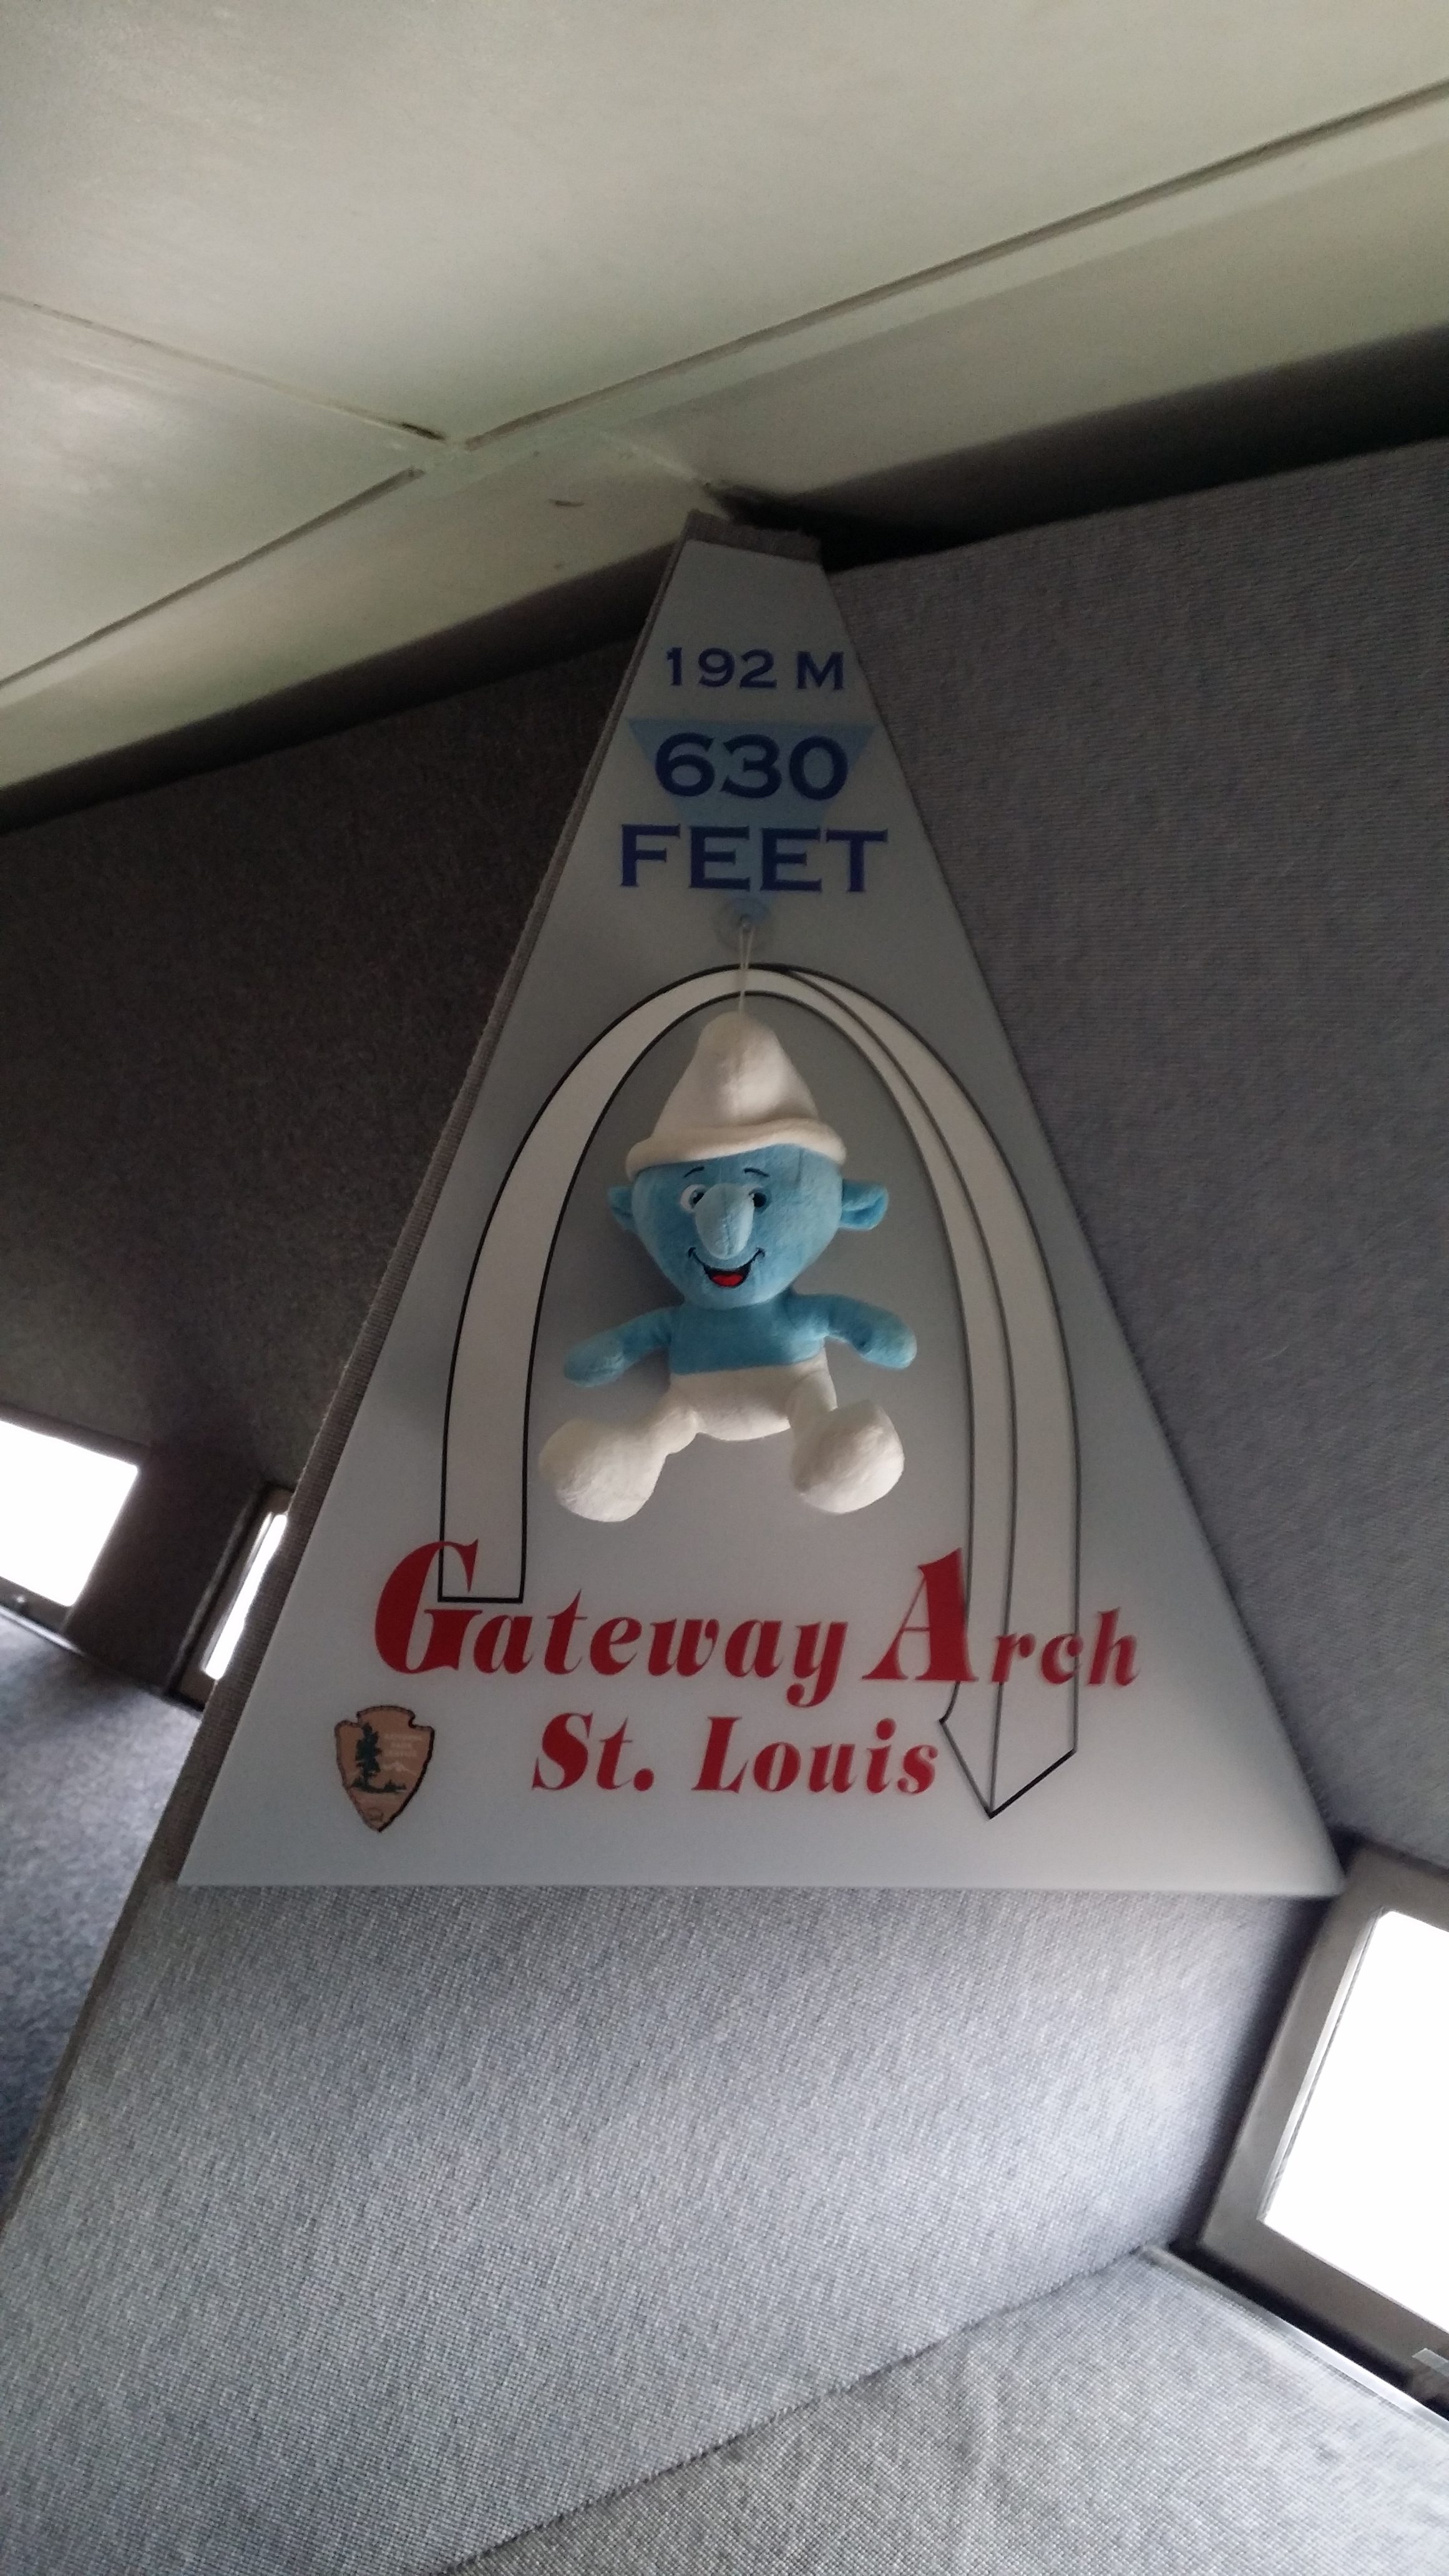 192 M
630
FEET
Gateway Arch
St. Louis